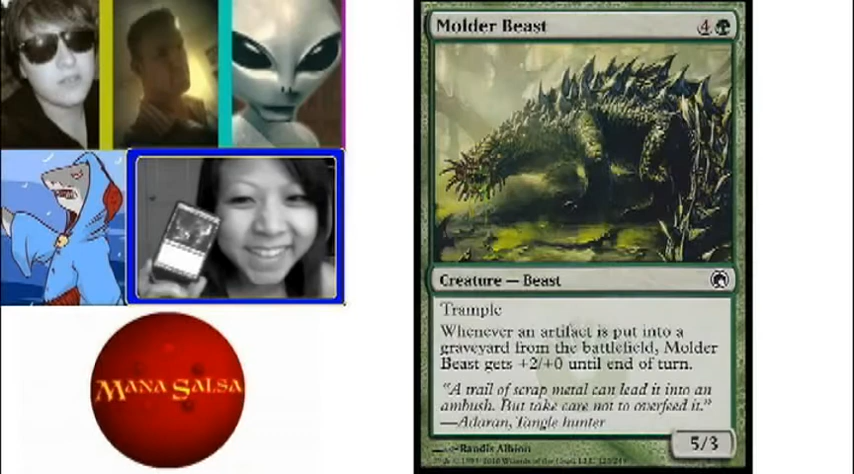 MANA SALSA
Molder Beast 4
Creature — Beast
Trample
Whenever an artifact is put into a
graveyard from the battlefield, Molder
Beast gets +2/+0 until end of turn.
"A trail of scrap metal can lead it into an
ambush. But take care not to overfeed it."
—Adaran, Tangle hunter
Randis Albion
5/3